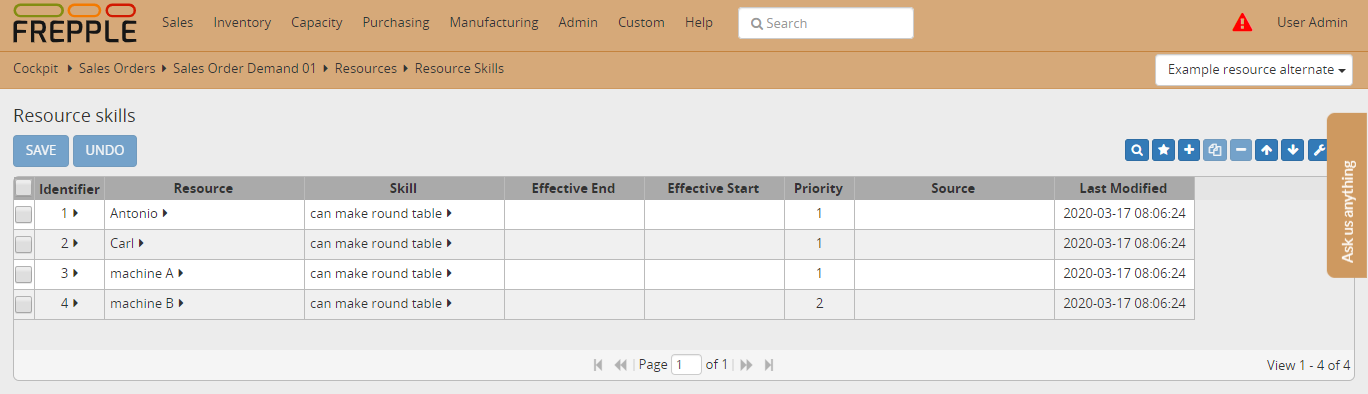 FREPPLE Sales Inventory Capacity Purchasing Manufacturing Admin Custom Help Search User Admin
Cockpit Sales Orders Sales Order Demand 01 Resources Resource Skills Example resource alternate
Resource skills
SAVE UNDO
Identifier Resource Skill Effective End Effective Start Priority Source Last Modified
1 Antonio can make round table 1 2020-03-17 08:06:24
2 Carl can make round table 1 2020-03-17 08:06:24
3 machine A can make round table 1 2020-03-17 08:06:24
4 machine B can make round table 2 2020-03-17 08:06:24
Page 1 of 1 View 1 - 4 of 4
Ask us anything